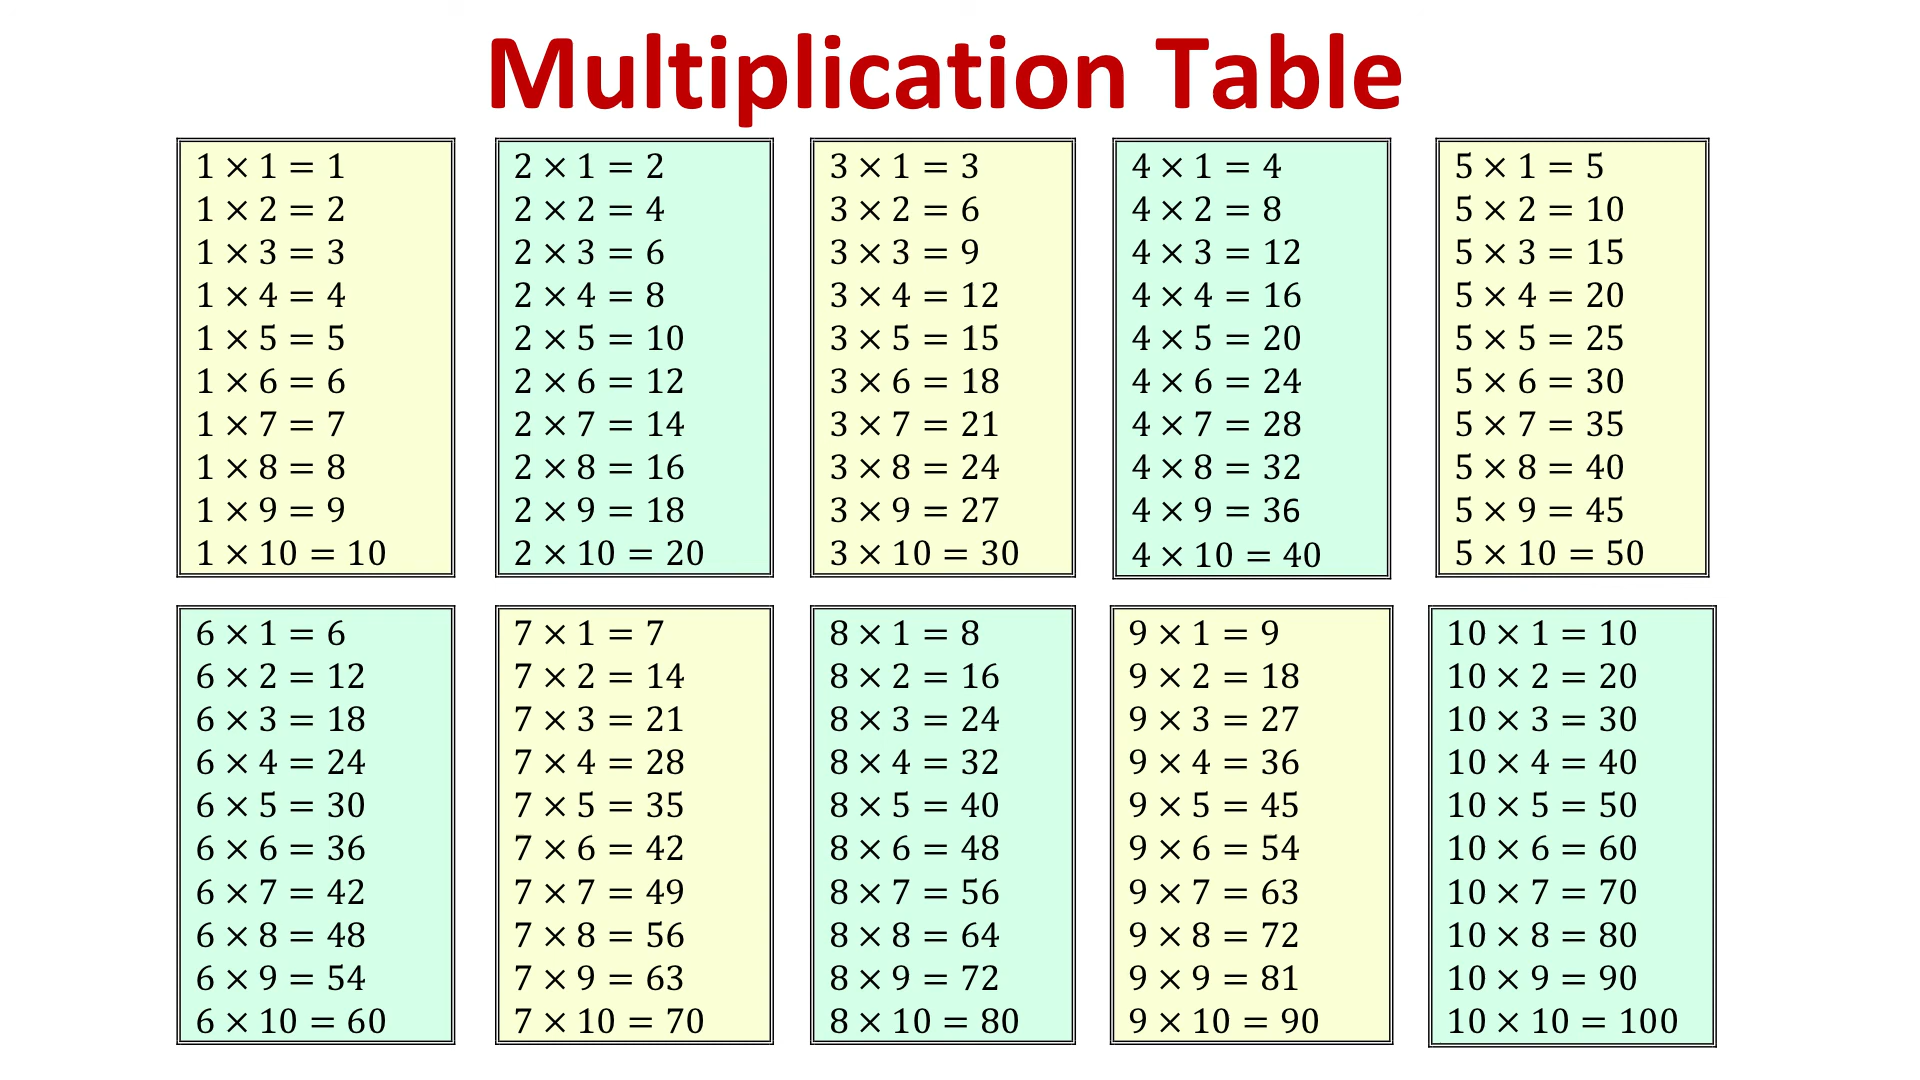 Multiplication Table
1 × 1 = 1
1 × 2 = 2
1 × 3 = 3
1 × 4 = 4
1 × 5 = 5
1 × 6 = 6
1 × 7 = 7
1 × 8 = 8
1 × 9 = 9
1 × 10 = 10
2 × 1 = 2
2 × 2 = 4
2 × 3 = 6
2 × 4 = 8
2 × 5 = 10
2 × 6 = 12
2 × 7 = 14
2 × 8 = 16
2 × 9 = 18
2 × 10 = 20
3 × 1 = 3
3 × 2 = 6
3 × 3 = 9
3 × 4 = 12
3 × 5 = 15
3 × 6 = 18
3 × 7 = 21
3 × 8 = 24
3 × 9 = 27
3 × 10 = 30
4 × 1 = 4
4 × 2 = 8
4 × 3 = 12
4 × 4 = 16
4 × 5 = 20
4 × 6 = 24
4 × 7 = 28
4 × 8 = 32
4 × 9 = 36
4 × 10 = 40
5 × 1 = 5
5 × 2 = 10
5 × 3 = 15
5 × 4 = 20
5 × 5 = 25
5 × 6 = 30
5 × 7 = 35
5 × 8 = 40
5 × 9 = 45
5 × 10 = 50
6 × 1 = 6
6 × 2 = 12
6 × 3 = 18
6 × 4 = 24
6 × 5 = 30
6 × 6 = 36
6 × 7 = 42
6 × 8 = 48
6 × 9 = 54
6 × 10 = 60
7 × 1 = 7
7 × 2 = 14
7 × 3 = 21
7 × 4 = 28
7 × 5 = 35
7 × 6 = 42
7 × 7 = 49
7 × 8 = 56
7 × 9 = 63
7 × 10 = 70
8 × 1 = 8
8 × 2 = 16
8 × 3 = 24
8 × 4 = 32
8 × 5 = 40
8 × 6 = 48
8 × 7 = 56
8 × 8 = 64
8 × 9 = 72
8 × 10 = 80
9 × 1 = 9
9 × 2 = 18
9 × 3 = 27
9 × 4 = 36
9 × 5 = 45
9 × 6 = 54
9 × 7 = 63
9 × 8 = 72
9 × 9 = 81
9 × 10 = 90
10 × 1 = 10
10 × 2 = 20
10 × 3 = 30
10 × 4 = 40
10 × 5 = 50
10 × 6 = 60
10 × 7 = 70
10 × 8 = 80
10 × 9 = 90
10 × 10 = 100